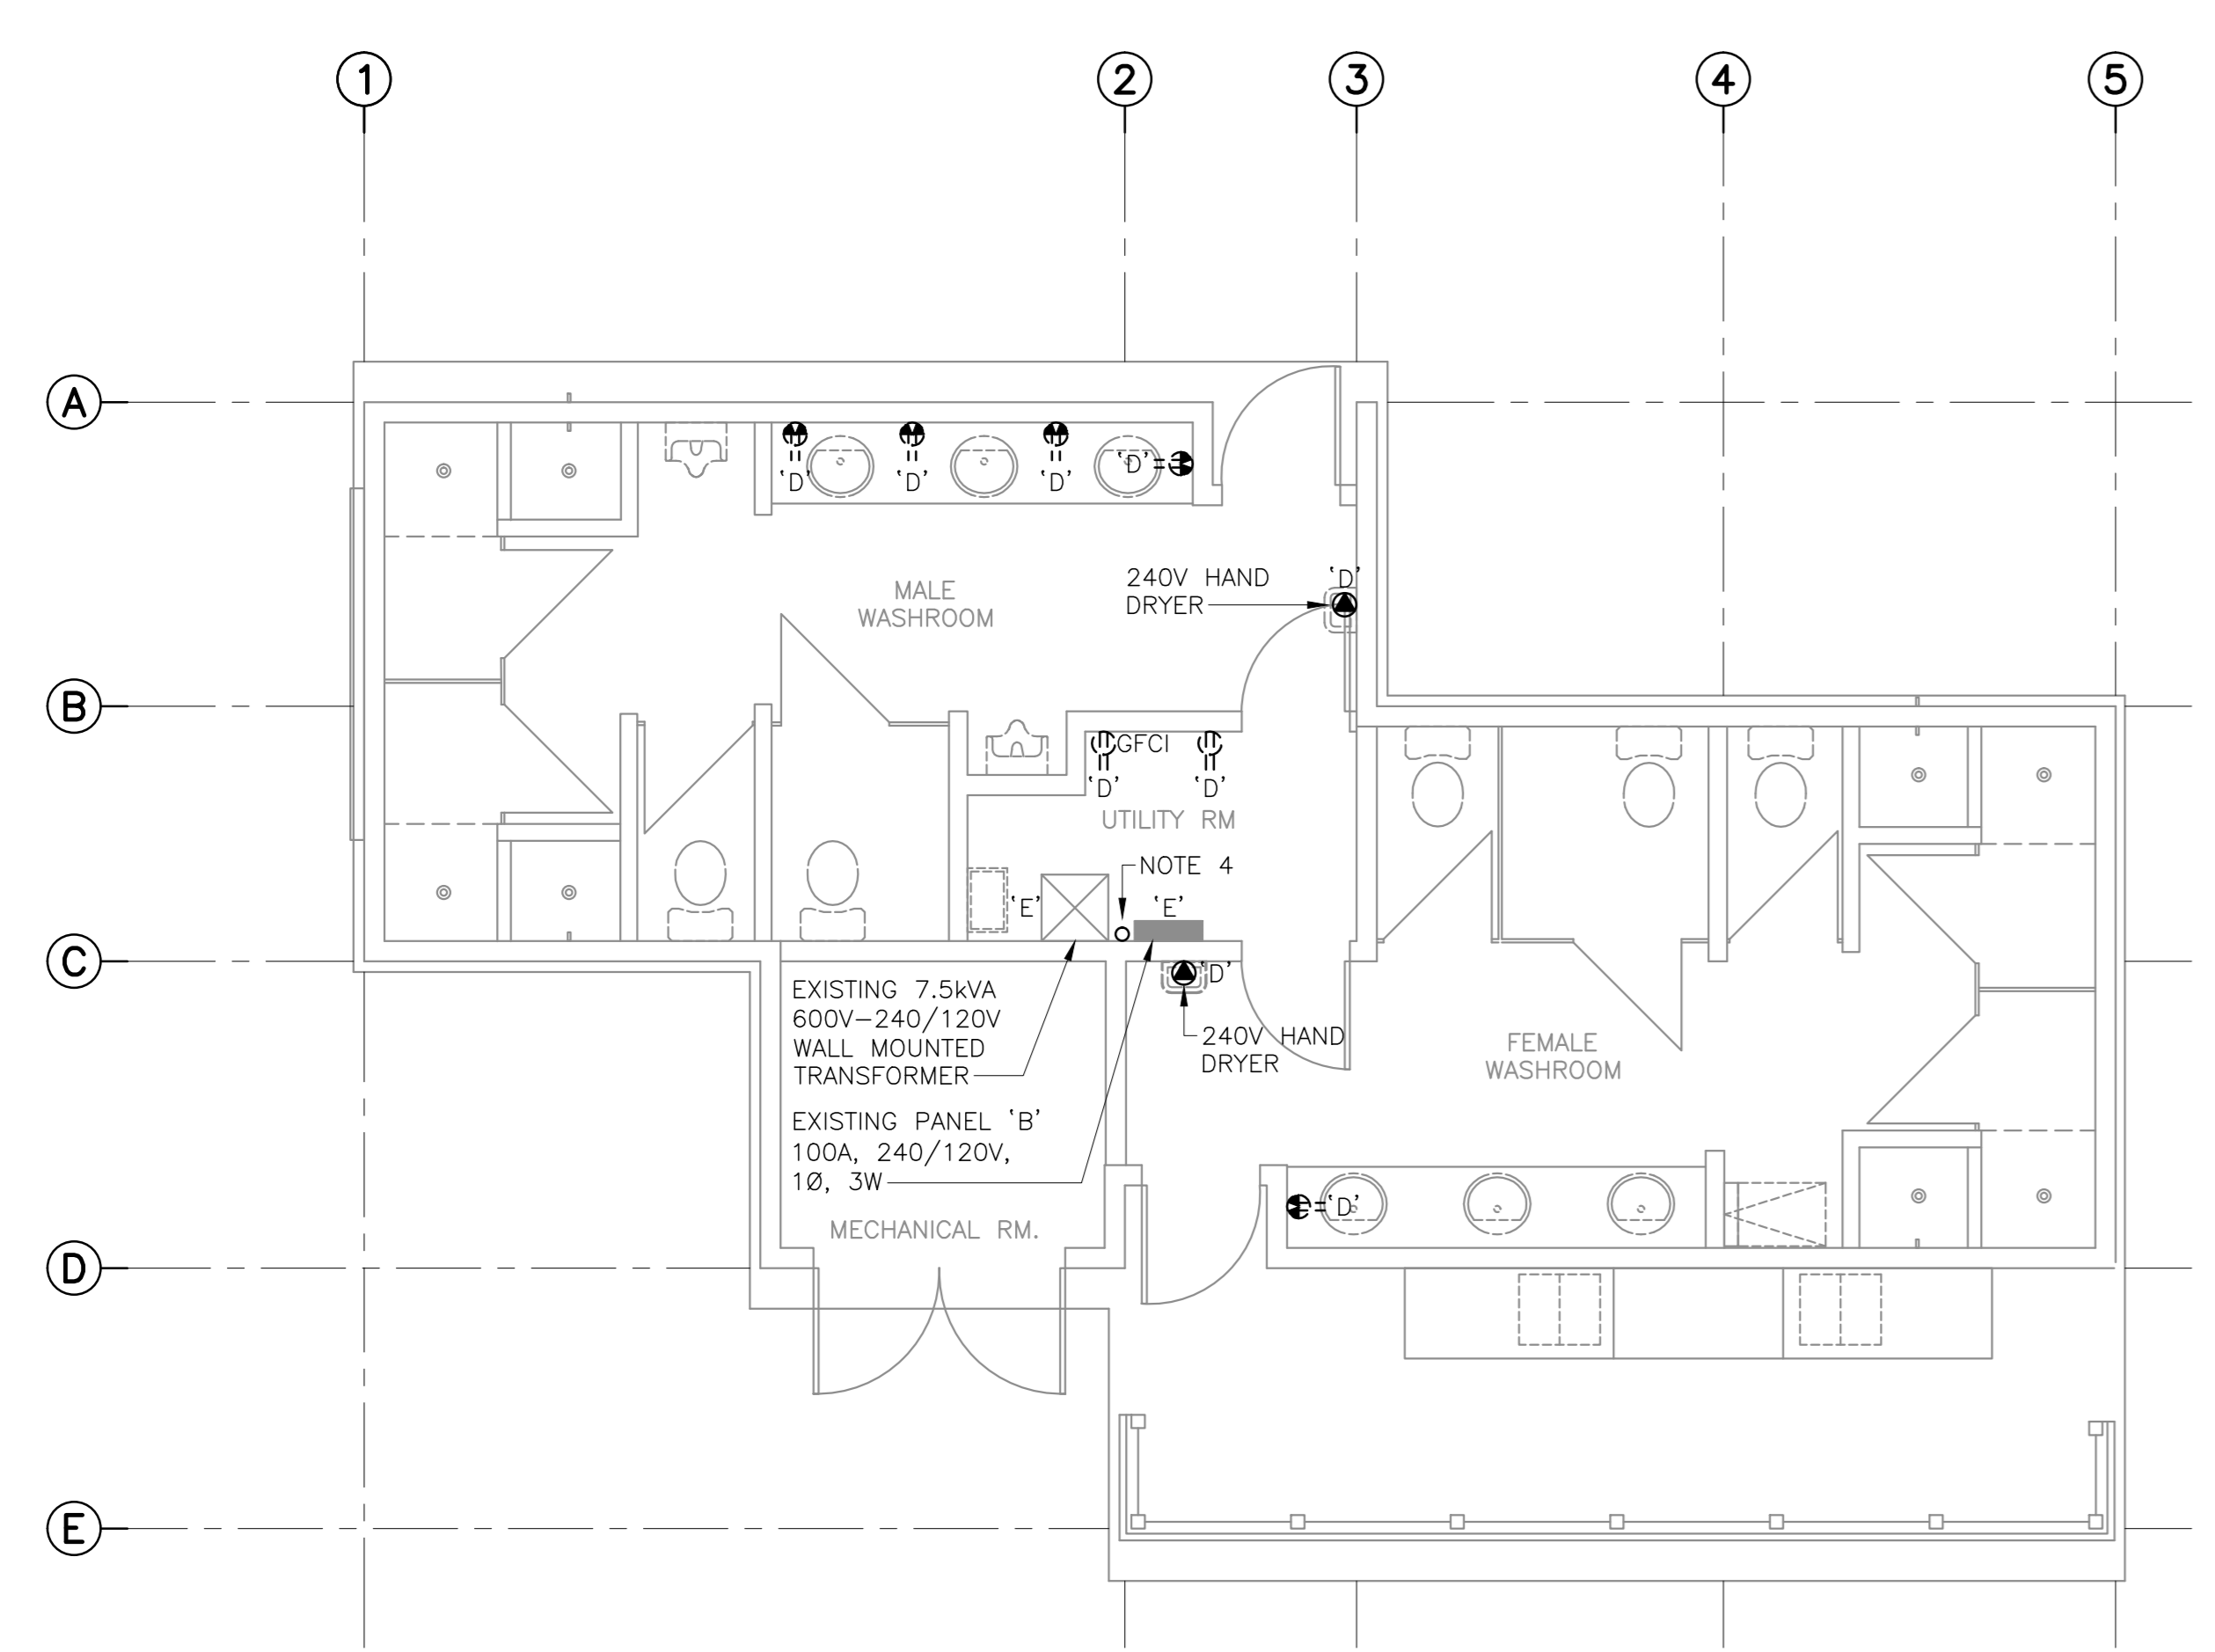 1
2
3
4
5
A
B
C
D
E
‘D’
‘D’
‘D’
‘D’
MALE
WASHROOM
240V HAND
DRYER
‘D’
GFCI
‘D’
‘D’
UTILITY RM
NOTE 4
‘E’
‘E’
‘D’
EXISTING 7.5kVA
600V-240/120V
WALL MOUNTED
TRANSFORMER
240V HAND
DRYER
FEMALE
WASHROOM
EXISTING PANEL ‘B’
100A, 240/120V,
1Ø, 3W
‘D’
MECHANICAL RM.